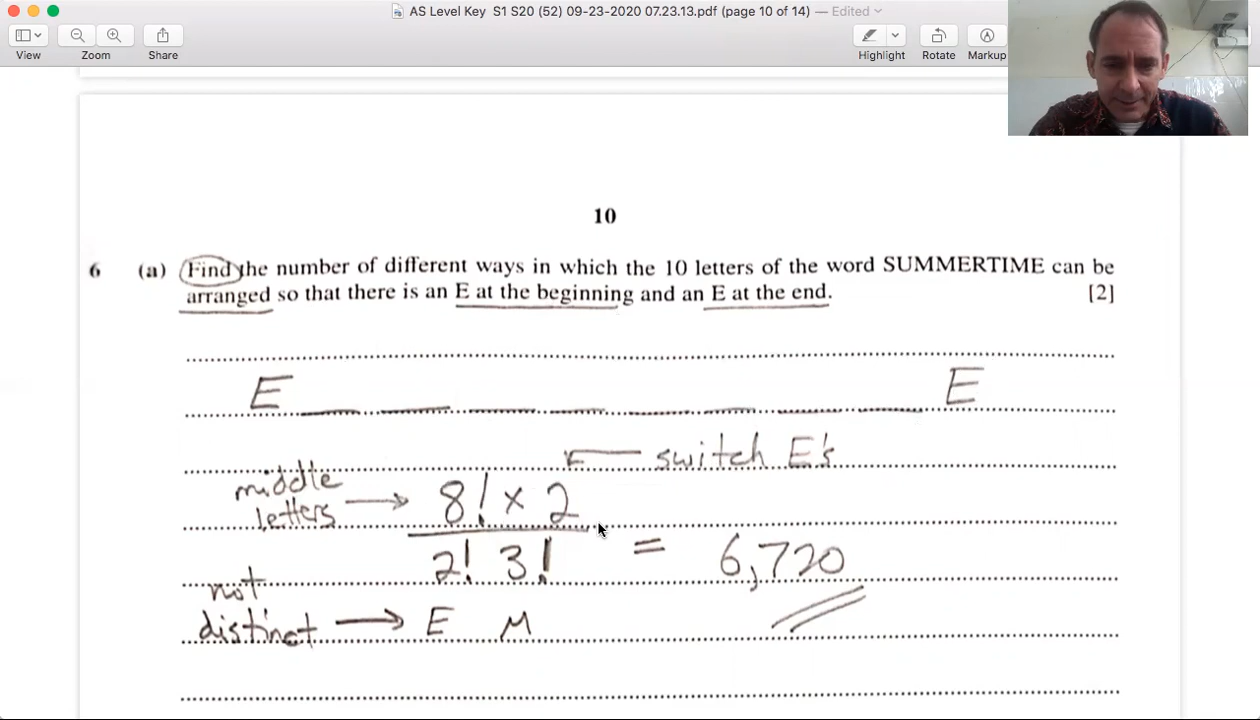 AS Level Key S1 S20 (52) 09-23-2020 07.23.13.pdf (page 10 of 14) — Edited
View Zoom Share Highlight Rotate Markup
10
6 (a) Find the number of different ways in which the 10 letters of the word SUMMERTIME can be
arranged so that there is an E at the beginning and an E at the end. [2]
E E
switch E's
middle letters → 8! × 2
2! 3! = 6,720
not distinct → E M